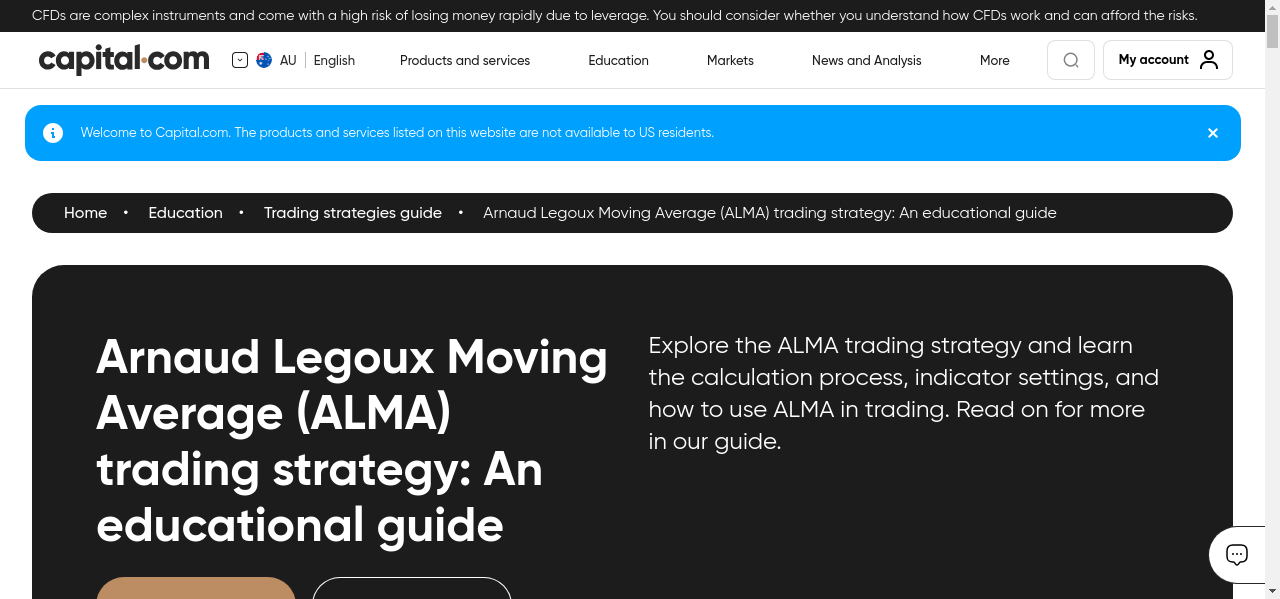 CFDs are complex instruments and come with a high risk of losing money rapidly due to leverage. You should consider whether you understand how CFDs work and can afford the risks.
capital.com AU English Products and services Education Markets News and Analysis More My account
Welcome to Capital.com. The products and services listed on this website are not available to US residents.
Home • Education • Trading strategies guide • Arnaud Legoux Moving Average (ALMA) trading strategy: An educational guide
Arnaud Legoux Moving
Average (ALMA)
trading strategy: An
educational guide
Explore the ALMA trading strategy and learn
the calculation process, indicator settings, and
how to use ALMA in trading. Read on for more
in our guide.